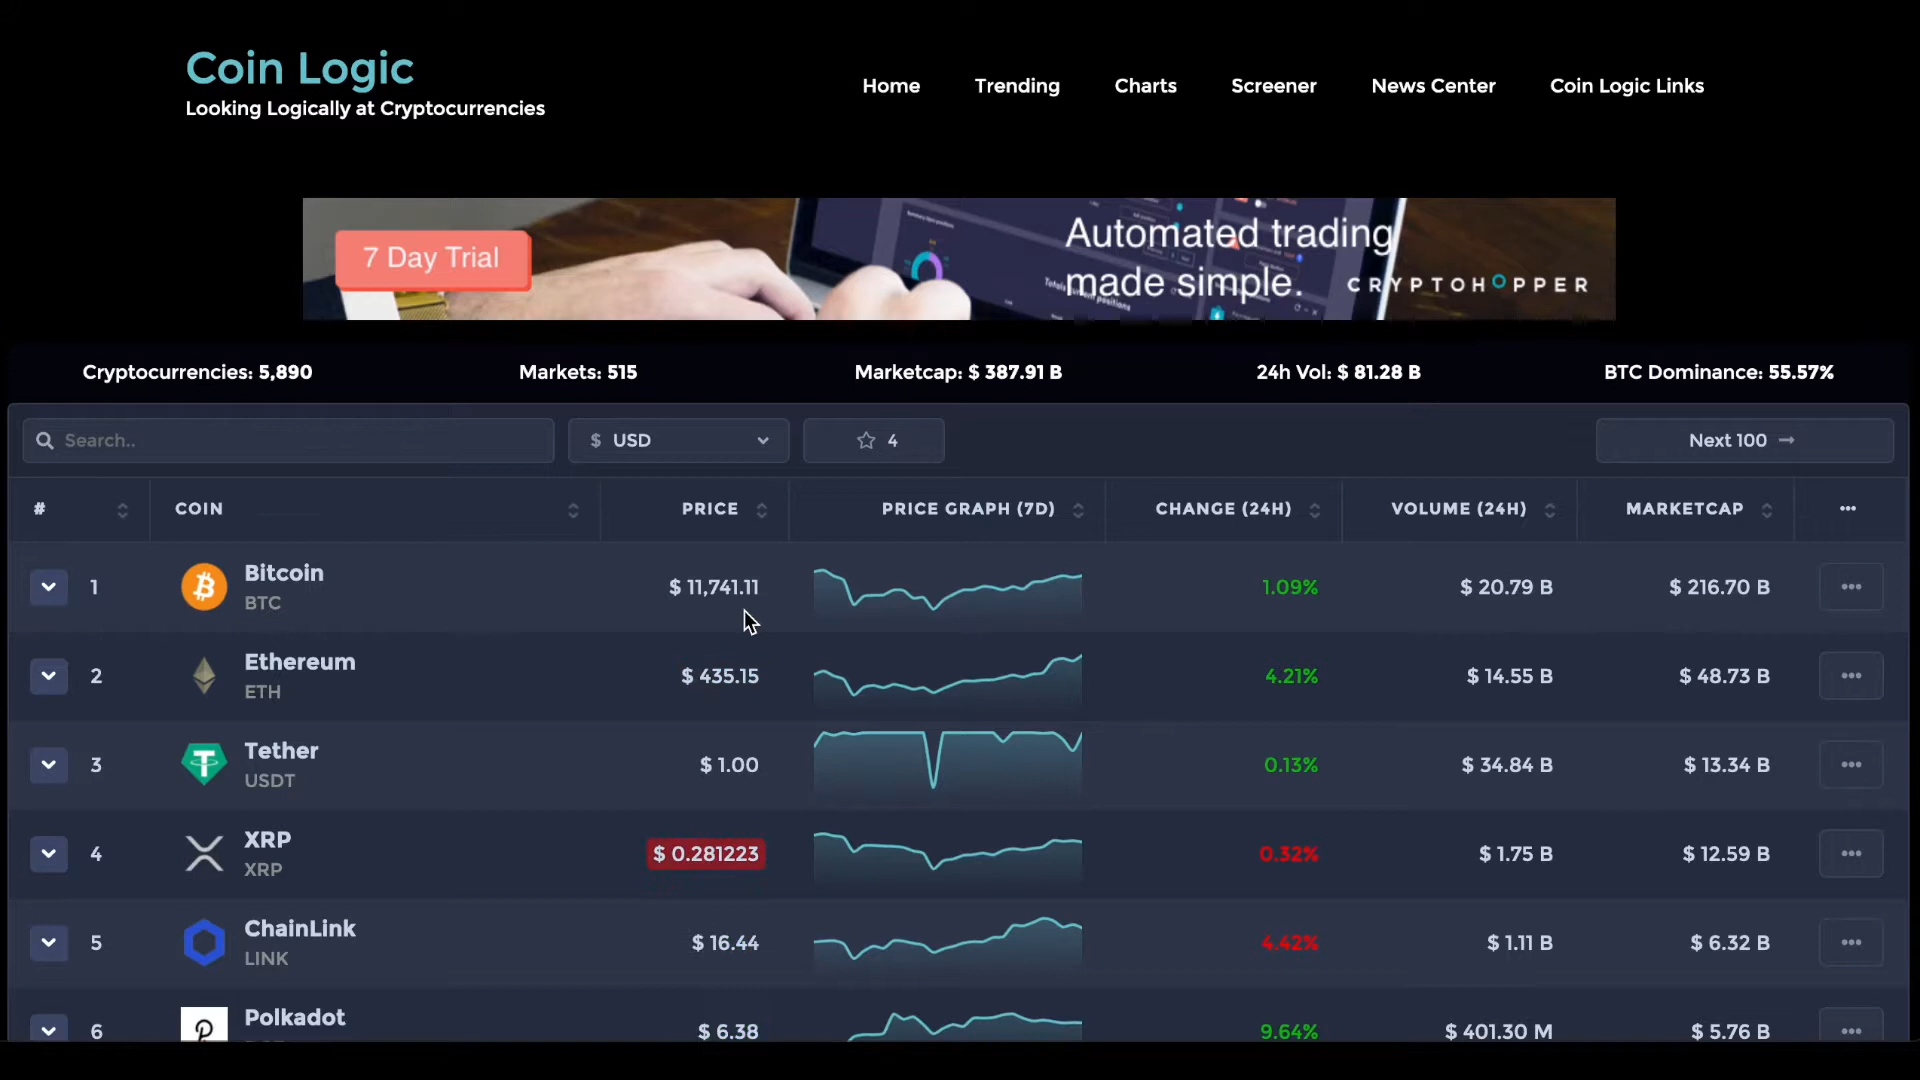 Coin Logic
Looking Logically at Cryptocurrencies
Home Trending Charts Screener News Center Coin Logic Links
7 Day Trial
Automated trading
made simple.
CRYPTOHOPPER
Cryptocurrencies: 5,890 Markets: 515 Marketcap: $ 387.91 B 24h Vol: $ 81.28 B BTC Dominance: 55.57%
Search.. $ USD 4 Next 100 →
# COIN PRICE PRICE GRAPH (7D) CHANGE (24H) VOLUME (24H) MARKETCAP ...
1 Bitcoin $ 11,741.11 1.09% $ 20.79 B $ 216.70 B ...
BTC
2 Ethereum $ 435.15 4.21% $ 14.55 B $ 48.73 B ...
ETH
3 Tether $ 1.00 0.13% $ 34.84 B $ 13.34 B ...
USDT
4 XRP $ 0.281223 0.32% $ 1.75 B $ 12.59 B ...
XRP
5 ChainLink $ 16.44 4.42% $ 1.11 B $ 6.32 B ...
LINK
6 Polkadot $ 6.38 9.64% $ 401.30 M $ 5.76 B ...